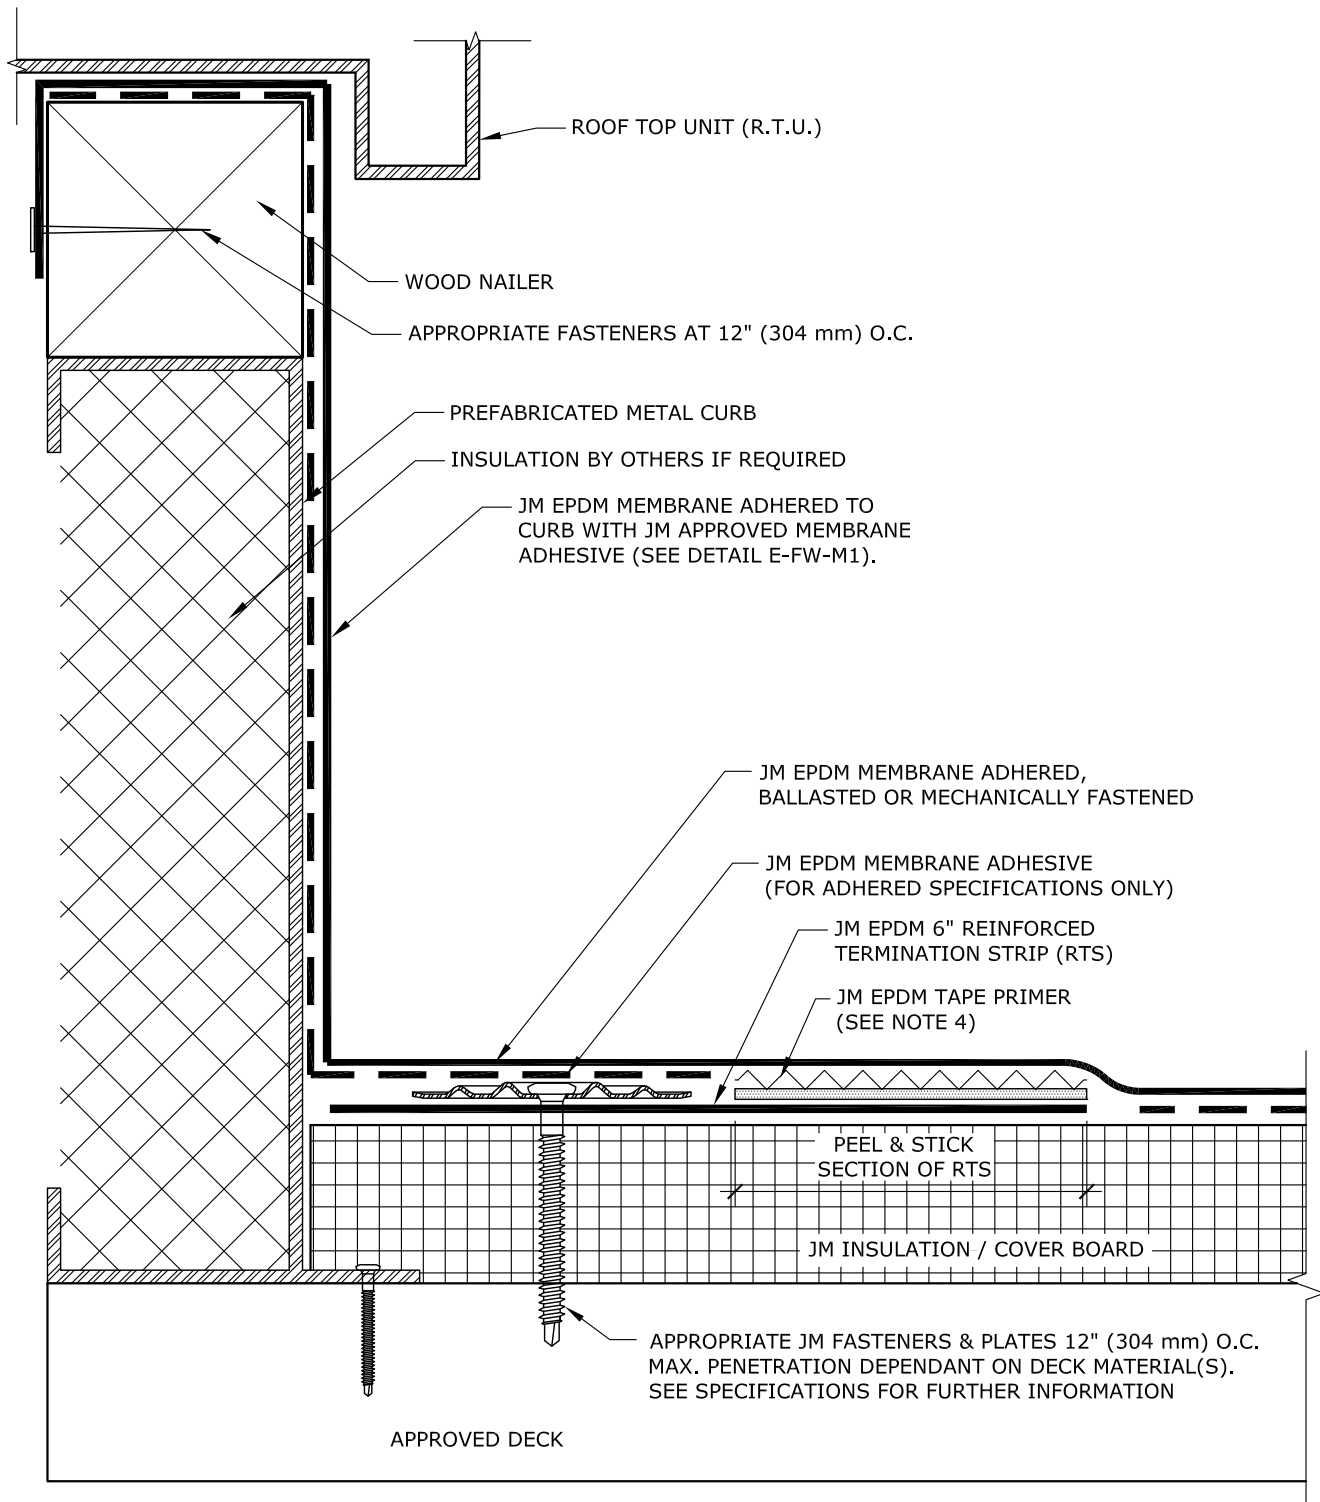 ROOF TOP UNIT (R.T.U.)
WOOD NAILER
APPROPRIATE FASTENERS AT 12" (304 mm) O.C.
PREFABRICATED METAL CURB
INSULATION BY OTHERS IF REQUIRED
JM EPDM MEMBRANE ADHERED TO
CURB WITH JM APPROVED MEMBRANE
ADHESIVE (SEE DETAIL E-FW-M1).
JM EPDM MEMBRANE ADHERED,
BALLASTED OR MECHANICALLY FASTENED
JM EPDM MEMBRANE ADHESIVE
(FOR ADHERED SPECIFICATIONS ONLY)
JM EPDM 6" REINFORCED
TERMINATION STRIP (RTS)
JM EPDM TAPE PRIMER
(SEE NOTE 4)
PEEL & STICK
SECTION OF RTS
JM INSULATION / COVER BOARD
APPROPRIATE JM FASTENERS & PLATES 12" (304 mm) O.C.
MAX. PENETRATION DEPENDANT ON DECK MATERIAL(S).
SEE SPECIFICATIONS FOR FURTHER INFORMATION
APPROVED DECK